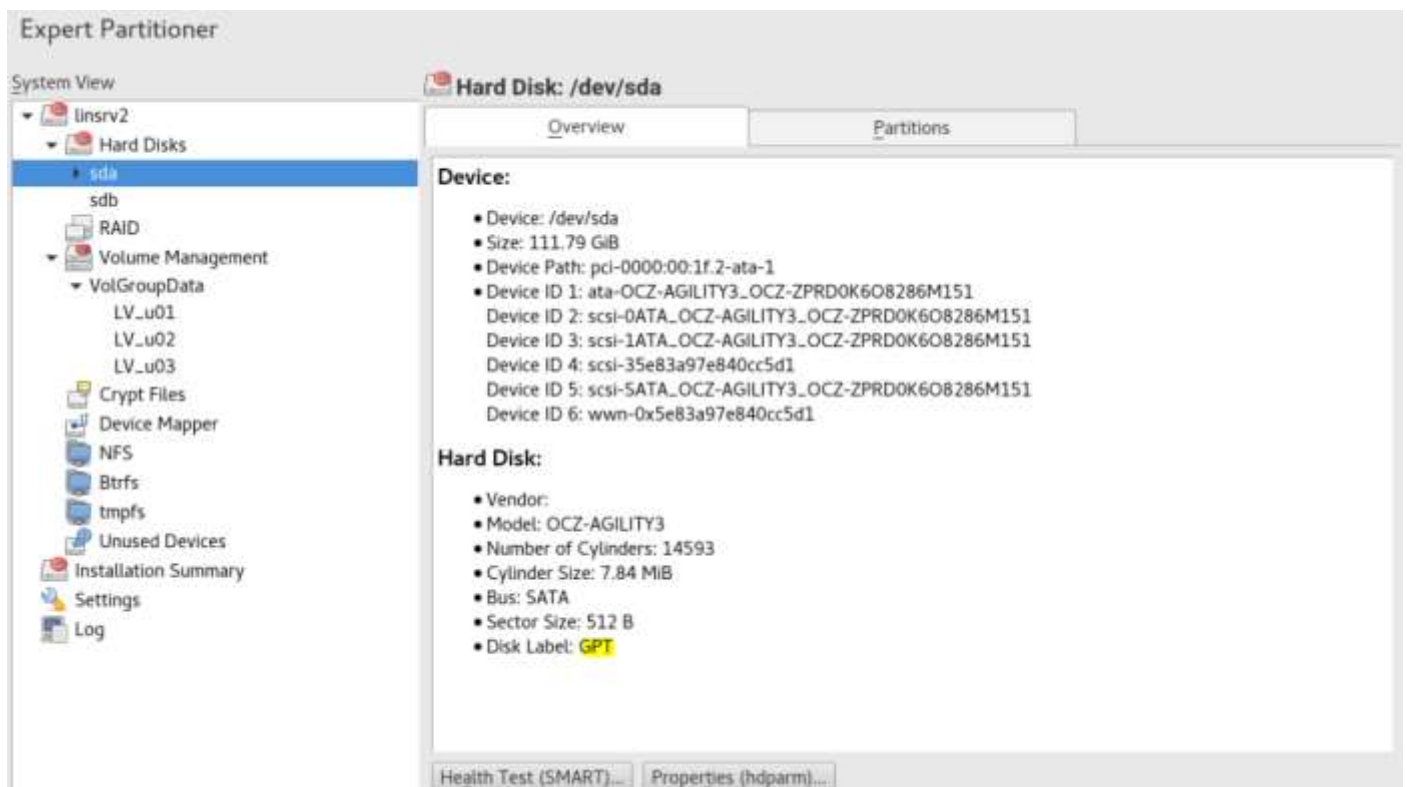 Expert Partitioner
System View
linsrv2
Hard Disks
sda
sdb
RAID
Volume Management
VolGroupData
LV_u01
LV_u02
LV_u03
Crypt Files
Device Mapper
NFS
Btrfs
tmpfs
Unused Devices
Installation Summary
Settings
Log
Hard Disk: /dev/sda
Overview
Partitions
Device:
• Device: /dev/sda
• Size: 111.79 GiB
• Device Path: pci-0000:00:1f.2-ata-1
• Device ID 1: ata-OCZ-AGILITY3_OCZ-ZPRD0K6O8286M151
Device ID 2: scsi-0ATA_OCZ-AGILITY3_OCZ-ZPRD0K6O8286M151
Device ID 3: scsi-1ATA_OCZ-AGILITY3_OCZ-ZPRD0K6O8286M151
Device ID 4: scsi-35e83a97e840cc5d1
Device ID 5: scsi-SATA_OCZ-AGILITY3_OCZ-ZPRD0K6O8286M151
Device ID 6: wwn-0x5e83a97e840cc5d1
Hard Disk:
• Vendor:
• Model: OCZ-AGILITY3
• Number of Cylinders: 14593
• Cylinder Size: 7.84 MiB
• Bus: SATA
• Sector Size: 512 B
• Disk Label: GPT
Health Test (SMART)...
Properties (hdparm)...